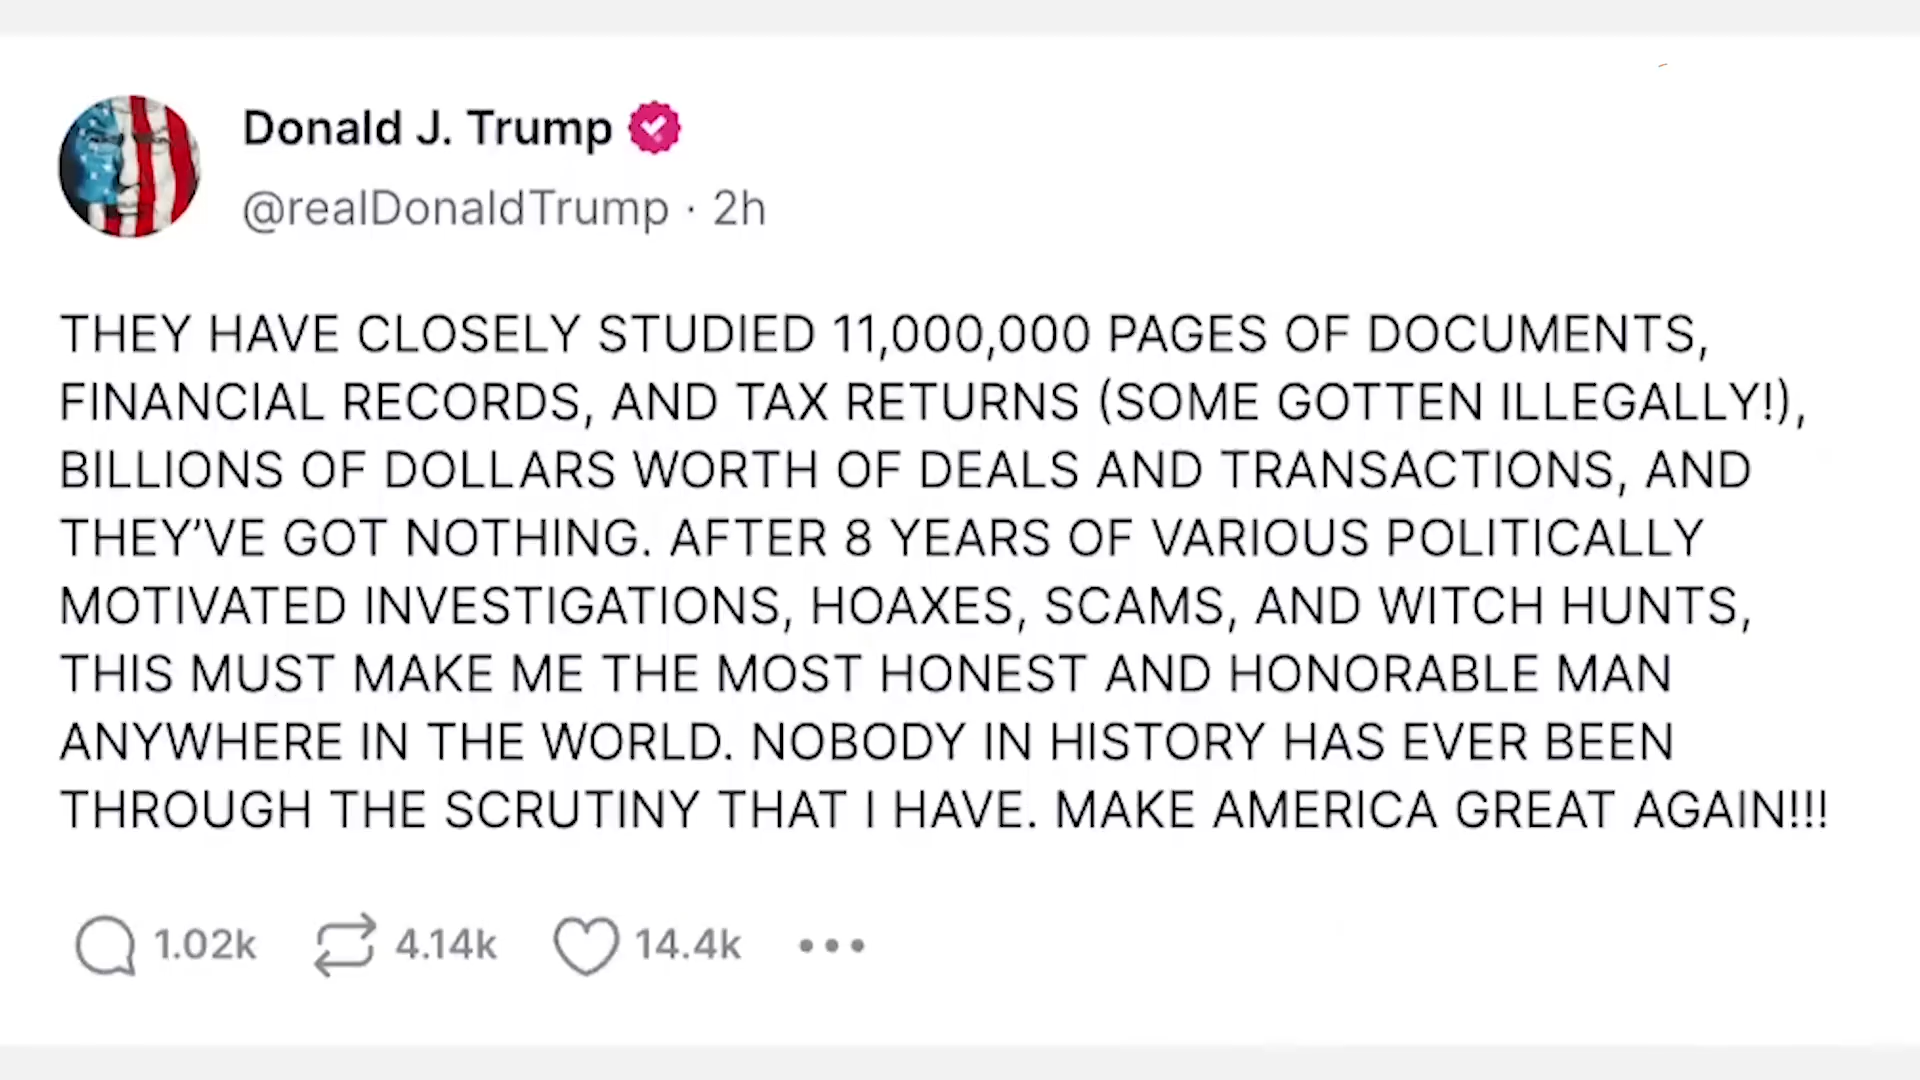 Donald J. Trump
@realDonaldTrump · 2h
THEY HAVE CLOSELY STUDIED 11,000,000 PAGES OF DOCUMENTS,
FINANCIAL RECORDS, AND TAX RETURNS (SOME GOTTEN ILLEGALLY!),
BILLIONS OF DOLLARS WORTH OF DEALS AND TRANSACTIONS, AND
THEY’VE GOT NOTHING. AFTER 8 YEARS OF VARIOUS POLITICALLY
MOTIVATED INVESTIGATIONS, HOAXES, SCAMS, AND WITCH HUNTS,
THIS MUST MAKE ME THE MOST HONEST AND HONORABLE MAN
ANYWHERE IN THE WORLD. NOBODY IN HISTORY HAS EVER BEEN
THROUGH THE SCRUTINY THAT I HAVE. MAKE AMERICA GREAT AGAIN!!!
1.02k 4.14k 14.4k